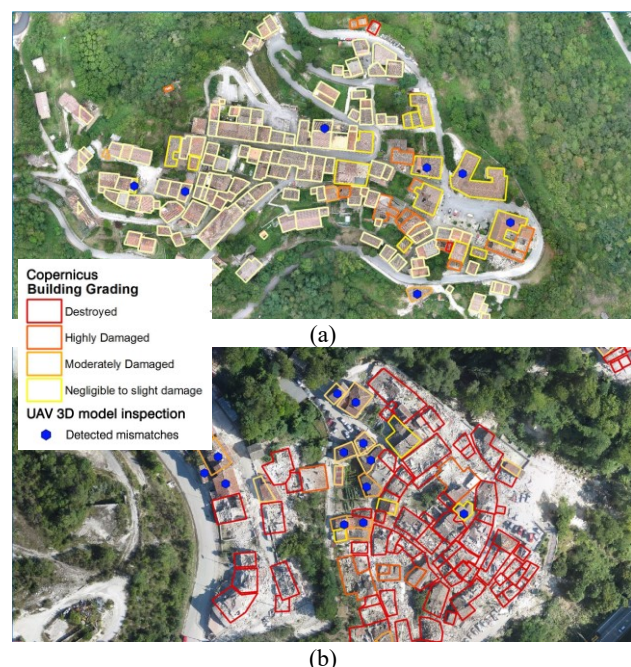 Copernicus
Building Grading
Destroyed
Highly Damaged
Moderately Damaged
Negligible to slight damage
UAV 3D model inspection
Detected mismatches
(a)
(b)